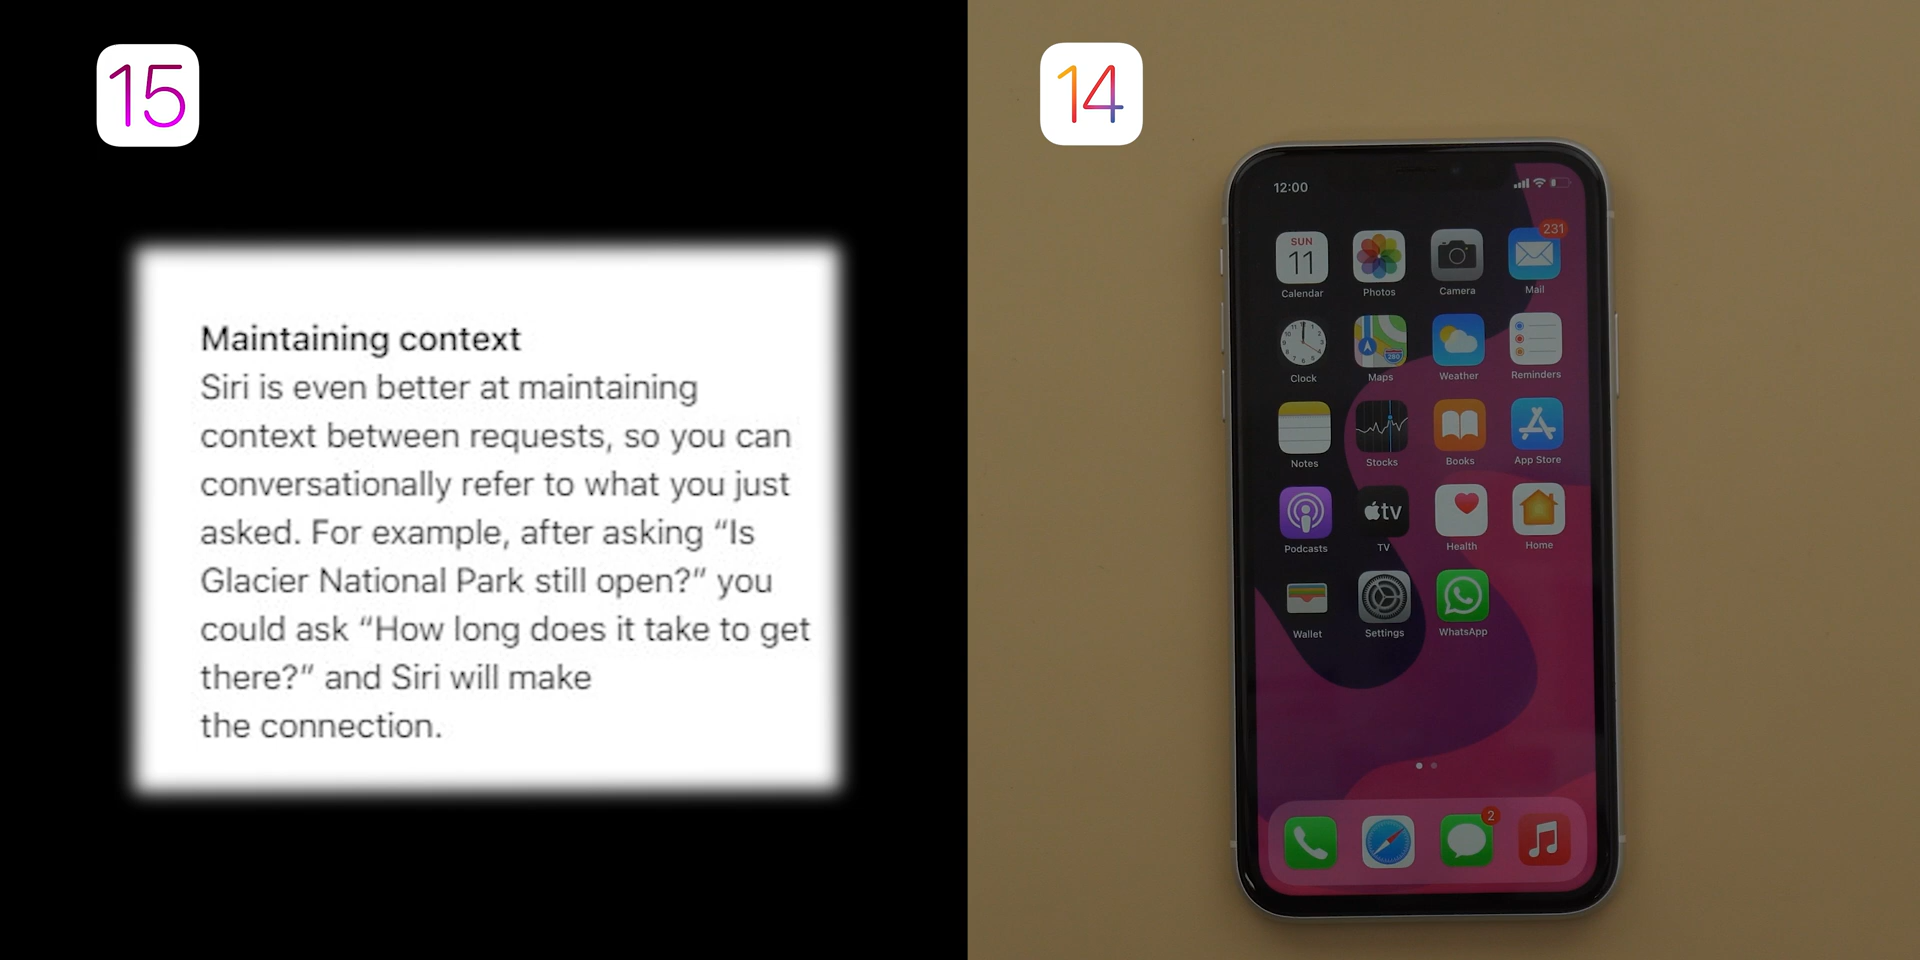 15
Maintaining context
Siri is even better at maintaining
context between requests, so you can
conversationally refer to what you just
asked. For example, after asking “Is
Glacier National Park still open?” you
could ask “How long does it take to get
there?” and Siri will make
the connection.
14
12:00
231
SUN
11
Calendar
Photos
Camera
Mail
280
Clock
Maps
Weather
Reminders
Notes
Stocks
Books
App Store
tv
Podcasts
TV
Health
Home
Wallet
Settings
WhatsApp
2